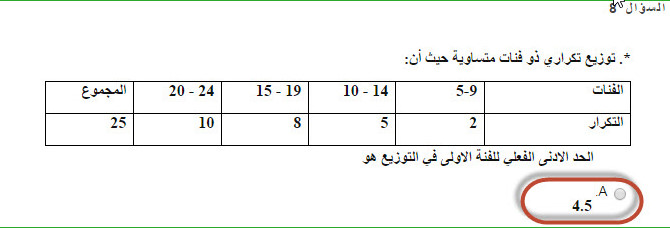 السؤال 8
*. توزيع تكراري ذو فئات متساوية حيث أن:
الفئات 5-9 10 - 14 15 - 19 20 - 24 المجموع
التكرار 2 5 8 10 25
الحد الادنى الفعلي للفئة الاولى في التوزيع هو
A.
4.5